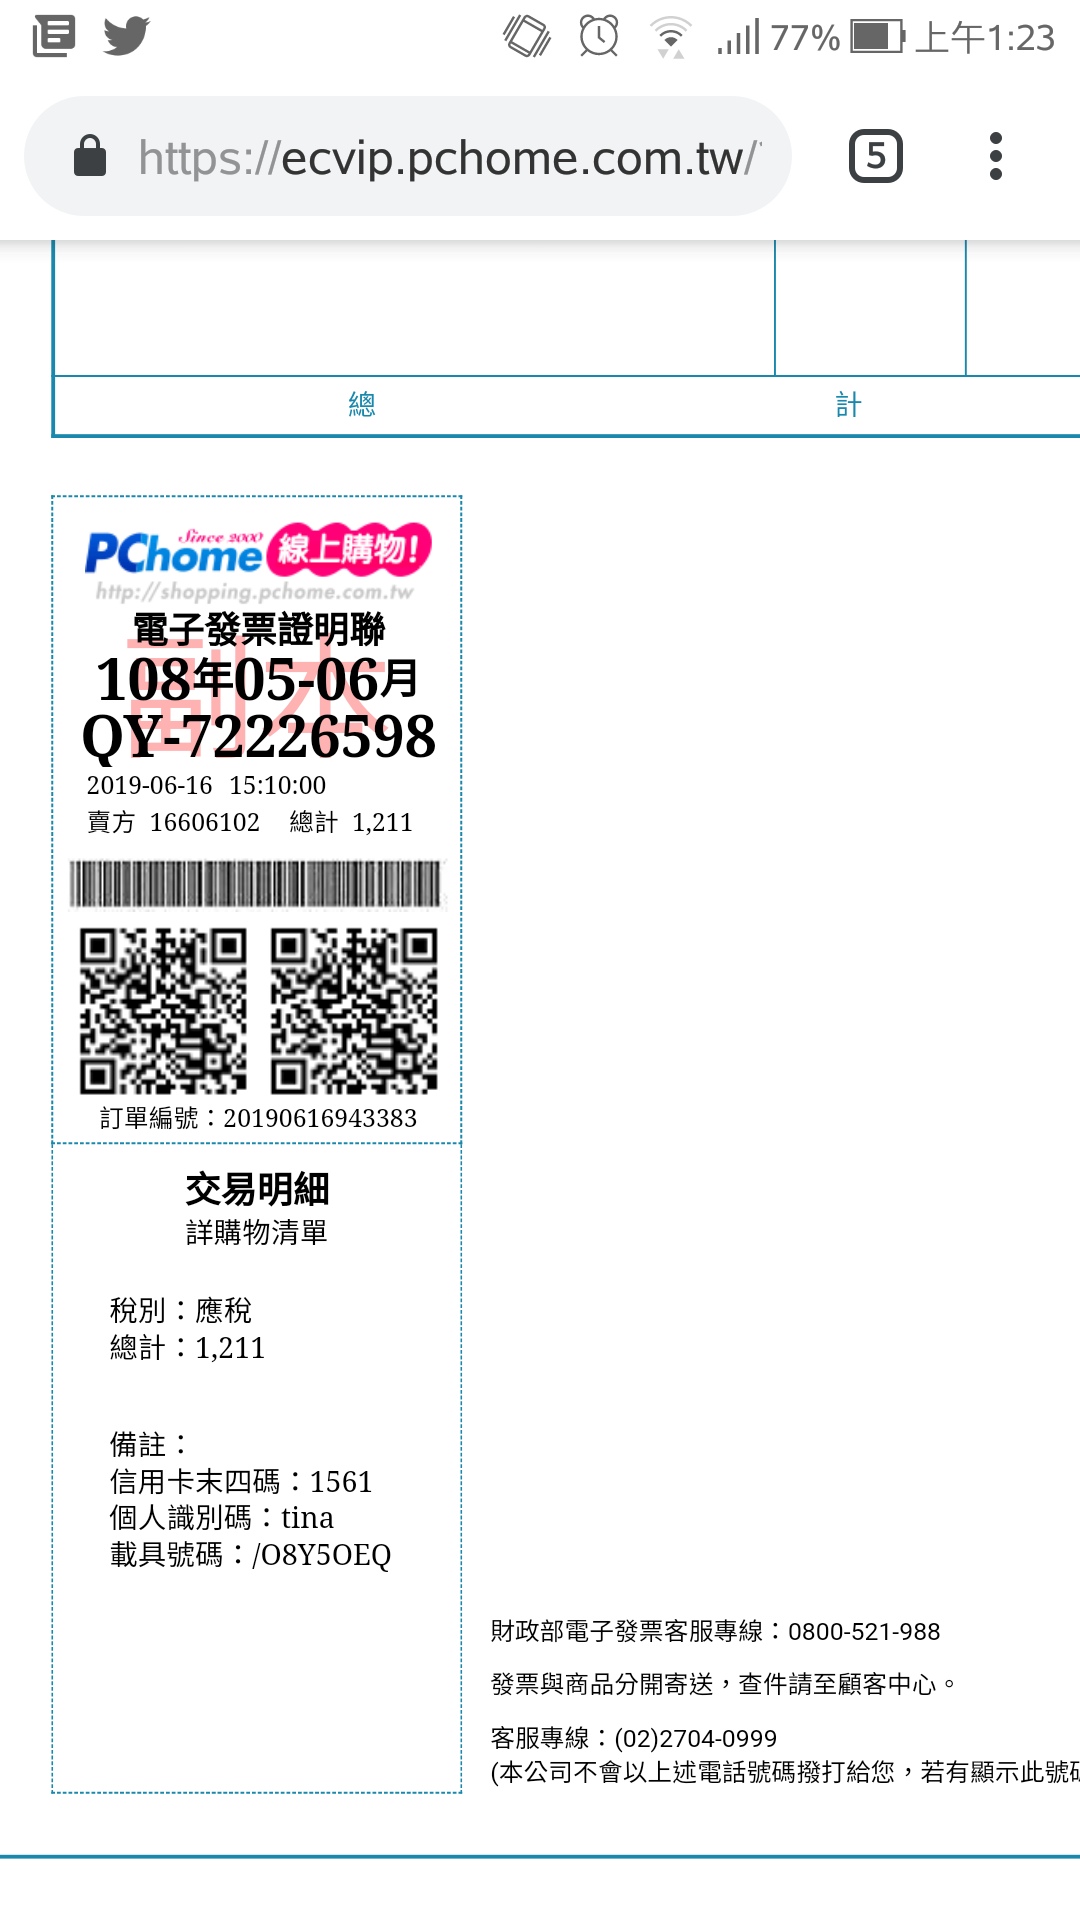 77% 上午1:23
https://ecvip.pchome.com.tw/
5
總 計
PChome Since 2000 線上購物!
http://shopping.pchome.com.tw
電子發票證明聯
副本
108年05-06月
QY-72226598
2019-06-16 15:10:00
賣方 16606102 總計 1,211
訂單編號：20190616943383
交易明細
詳購物清單
稅別：應稅
總計：1,211
備註：
信用卡末四碼：1561
個人識別碼：tina
載具號碼：/O8Y5OEQ
財政部電子發票客服專線：0800-521-988
發票與商品分開寄送，查件請至顧客中心。
客服專線：(02)2704-0999
(本公司不會以上述電話號碼撥打給您，若有顯示此號碼